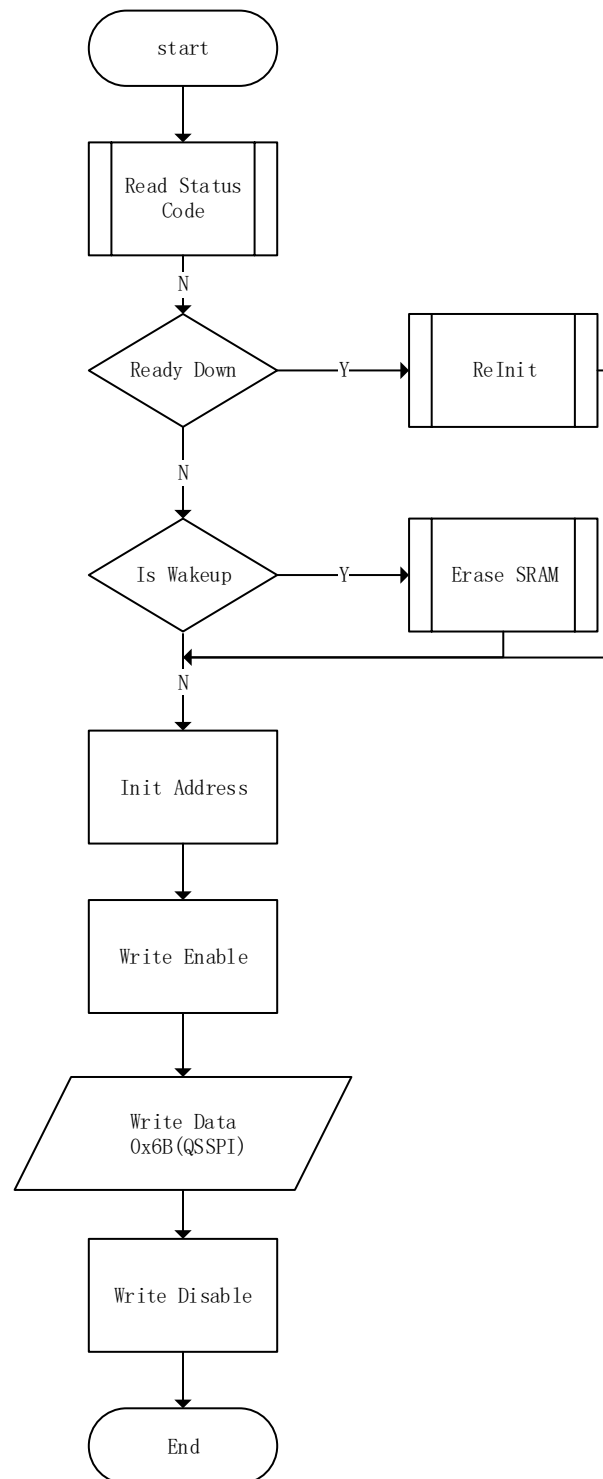 start
Read Status
Code
N
Ready Down
Y
ReInit
N
Is Wakeup
Y
Erase SRAM
N
Init Address
Write Enable
Write Data
0x6B(QSSPI)
Write Disable
End